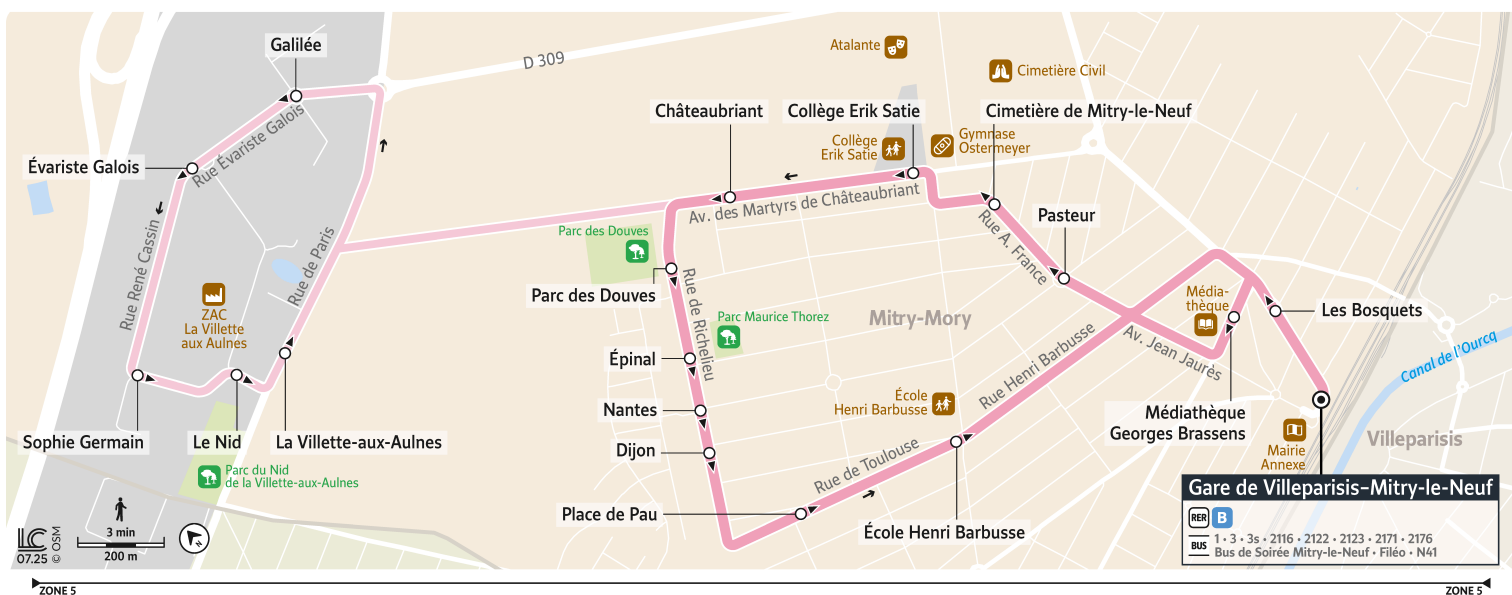 Galilée
D 309
Atalante
Cimetière Civil
Châteaubriant
Collège Erik Satie
Cimetière de Mitry-le-Neuf
Collège
Erik Satie
Gymnase
Ostermeyer
Évariste Galois
Rue Évariste Galois
Av. des Martyrs de Châteaubriant
Rue A. France
Pasteur
Rue René Cassin
Rue de Paris
Parc des Douves
Parc des Douves
Rue de Richelieu
ZAC
La Villette
aux Aulnes
Parc Maurice Thorez
Mitry-Mory
Média-
thèque
Les Bosquets
Av. Jean Jaurès
Rue Henri Barbusse
Canal de l'Ourcq
Épinal
Nantes
Dijon
École
Henri Barbusse
Médiathèque
Georges Brassens
Mairie
Annexe
Villeparisis
Sophie Germain
Le Nid
La Villette-aux-Aulnes
Parc du Nid
de la Villette-aux-Aulnes
Rue de Toulouse
Place de Pau
École Henri Barbusse
Gare de Villeparisis–Mitry-le-Neuf
RER B
BUS
1 • 3 • 3s • 2116 • 2122 • 2123 • 2171 • 2176
Bus de Soirée Mitry-le-Neuf • Filéo • N41
LC
07.25 © OSM
3 min
200 m
N
ZONE 5
ZONE 5